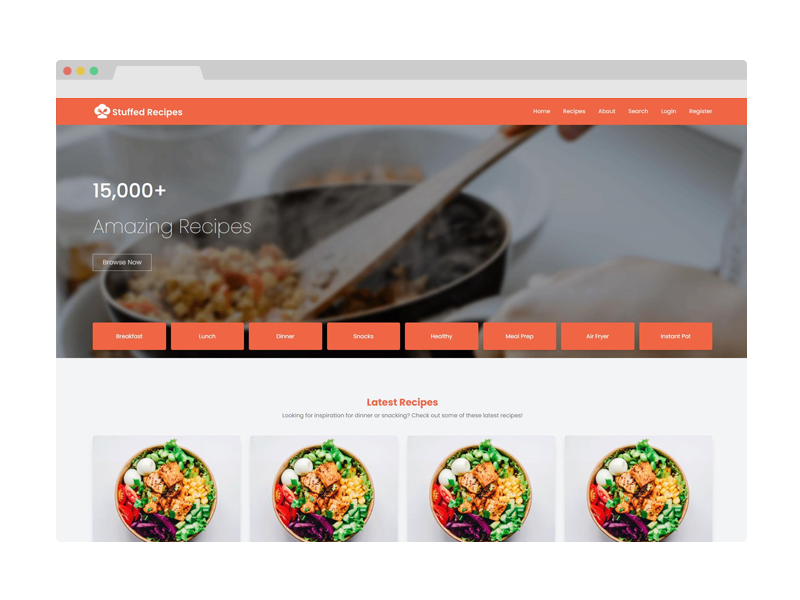 Stuffed Recipes
Home Recipes About Search Login Register
15,000+
Amazing Recipes
Browse Now
Breakfast Lunch Dinner Snacks Healthy Meal Prep Air Fryer Instant Pot
Latest Recipes
Looking for inspiration for dinner or snacking? Check out some of these latest recipes!